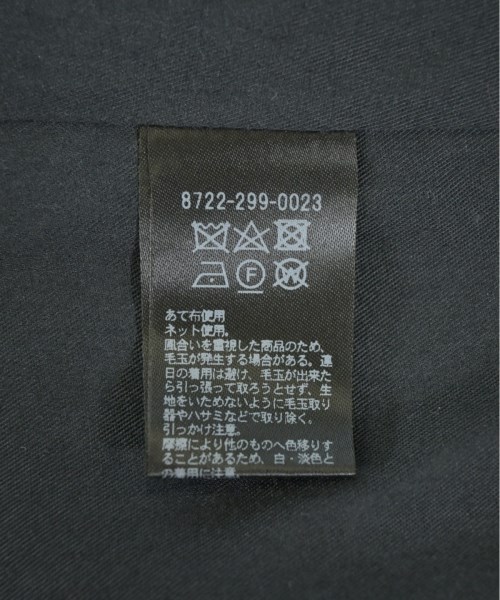 8722-299-0023
F
W
あて布使用
ネット使用。
風合いを重視した商品のため、
毛玉が発生する場合がある。連
日の着用は避け、毛玉が出来た
ら引っ張って取ろうとせず、生
地をいためないように毛玉取り
器やハサミなどで取り除く。
引っかけ注意。
摩擦により他のものへ色移りす
ることがあるため、白・淡色と
の着用に注意。